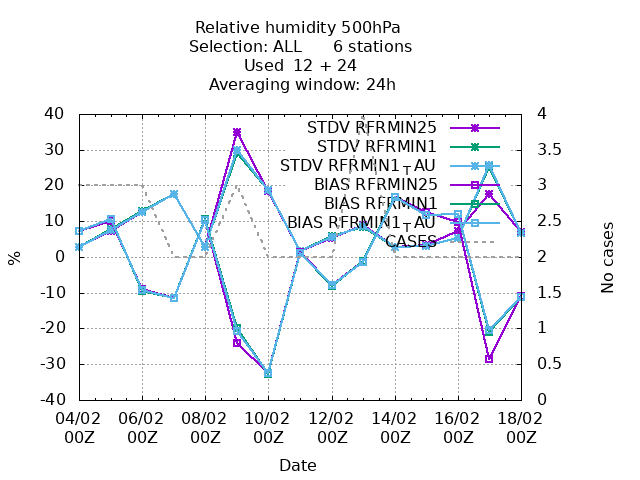 Relative humidity 500hPa
Selection: ALL 6 stations
Used 12 + 24
Averaging window: 24h
40 4
30 3.5
20 3
10 2.5
0 2
-10 1.5
-20 1
-30 0.5
-40 0
STDV RFRMIN25
STDV RFRMIN1
STDV RFRMIN1_AU
BIAS RFRMIN25
BIAS RFRMIN1
BIAS RFRMIN1_AU
CASES
%
No cases
04/02 06/02 08/02 10/02 12/02 14/02 16/02 18/02
00Z 00Z 00Z 00Z 00Z 00Z 00Z 00Z
Date